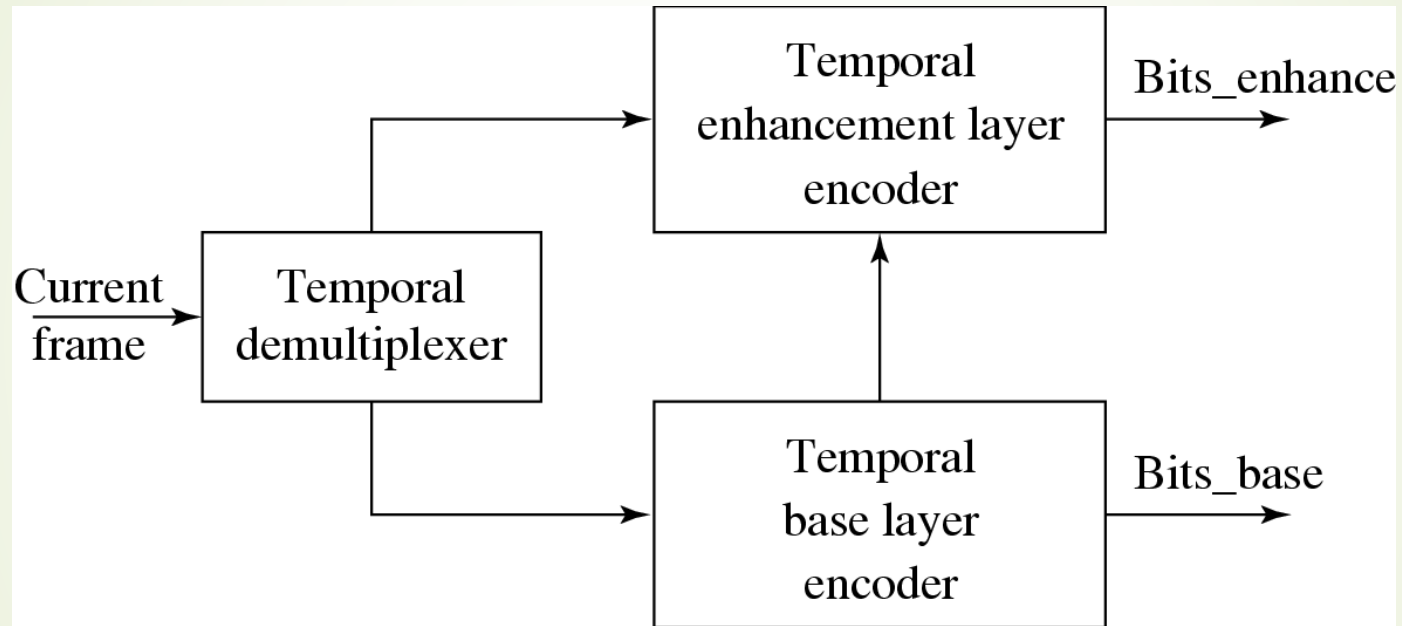 Temporal
enhancement layer
encoder
Bits_enhance
Current
frame
Temporal
demultiplexer
Temporal
base layer
encoder
Bits_base